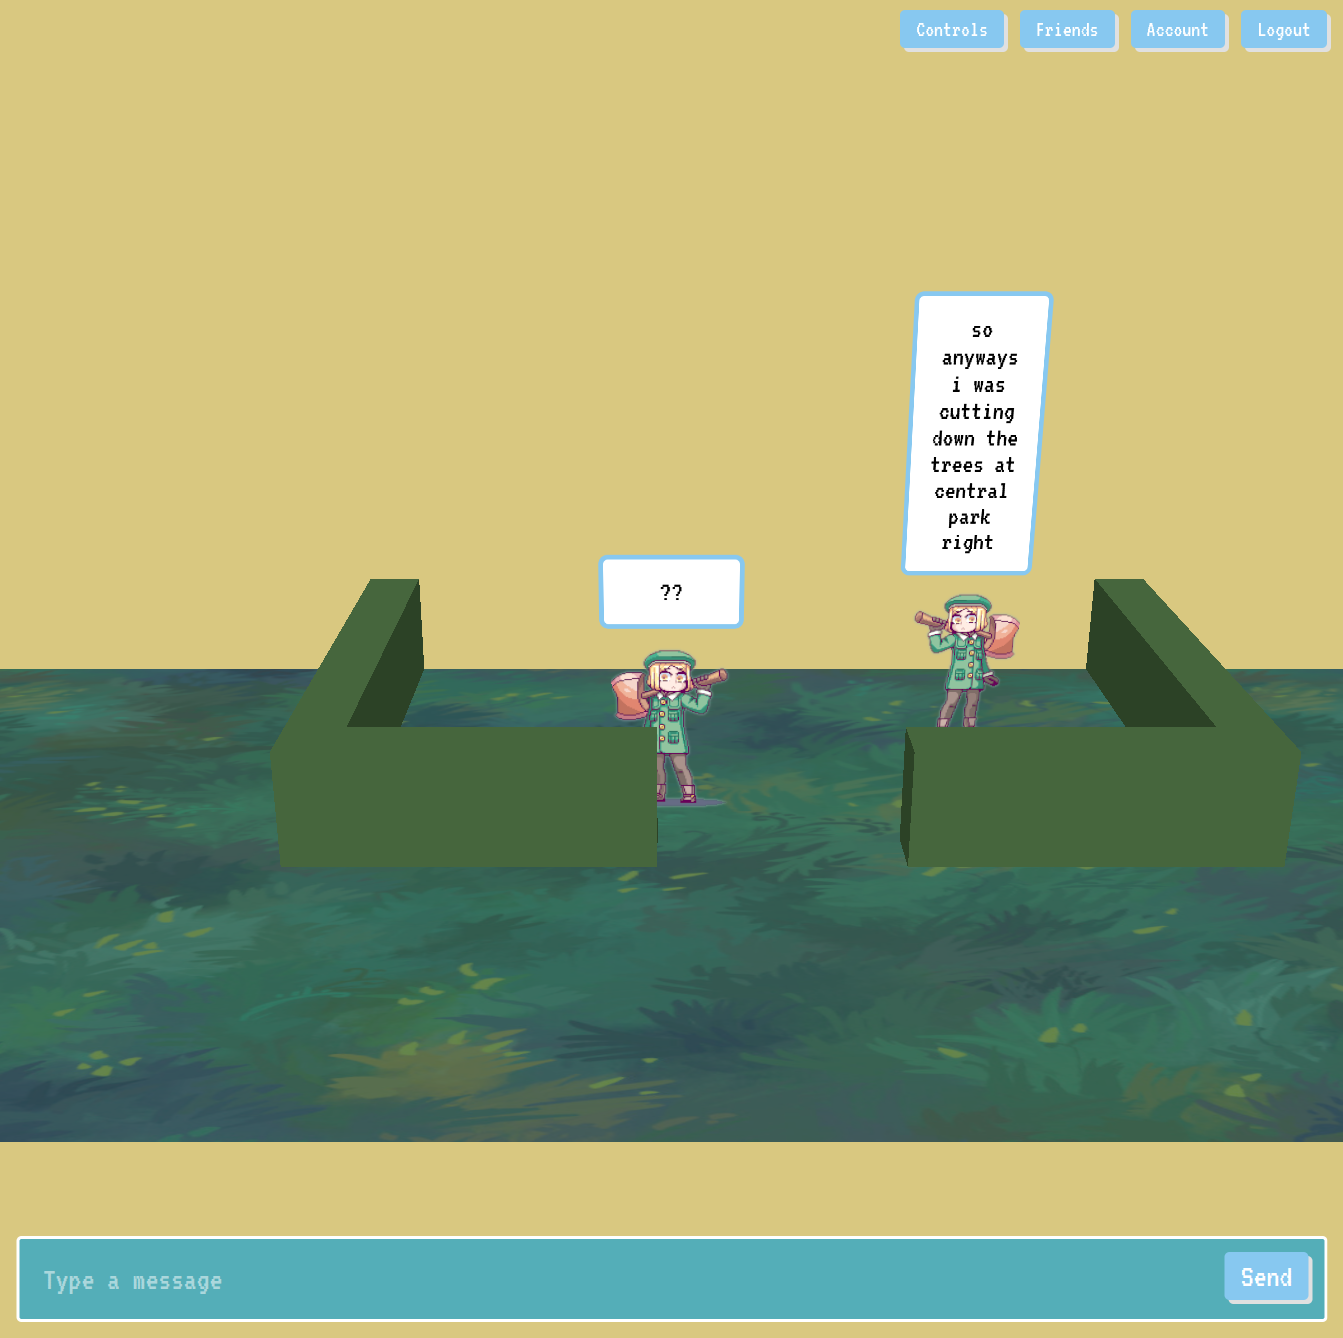 Controls
Friends
Account
Logout
so
anyways
i was
cutting
down the
trees at
central
park
right
??
Type a message
Send